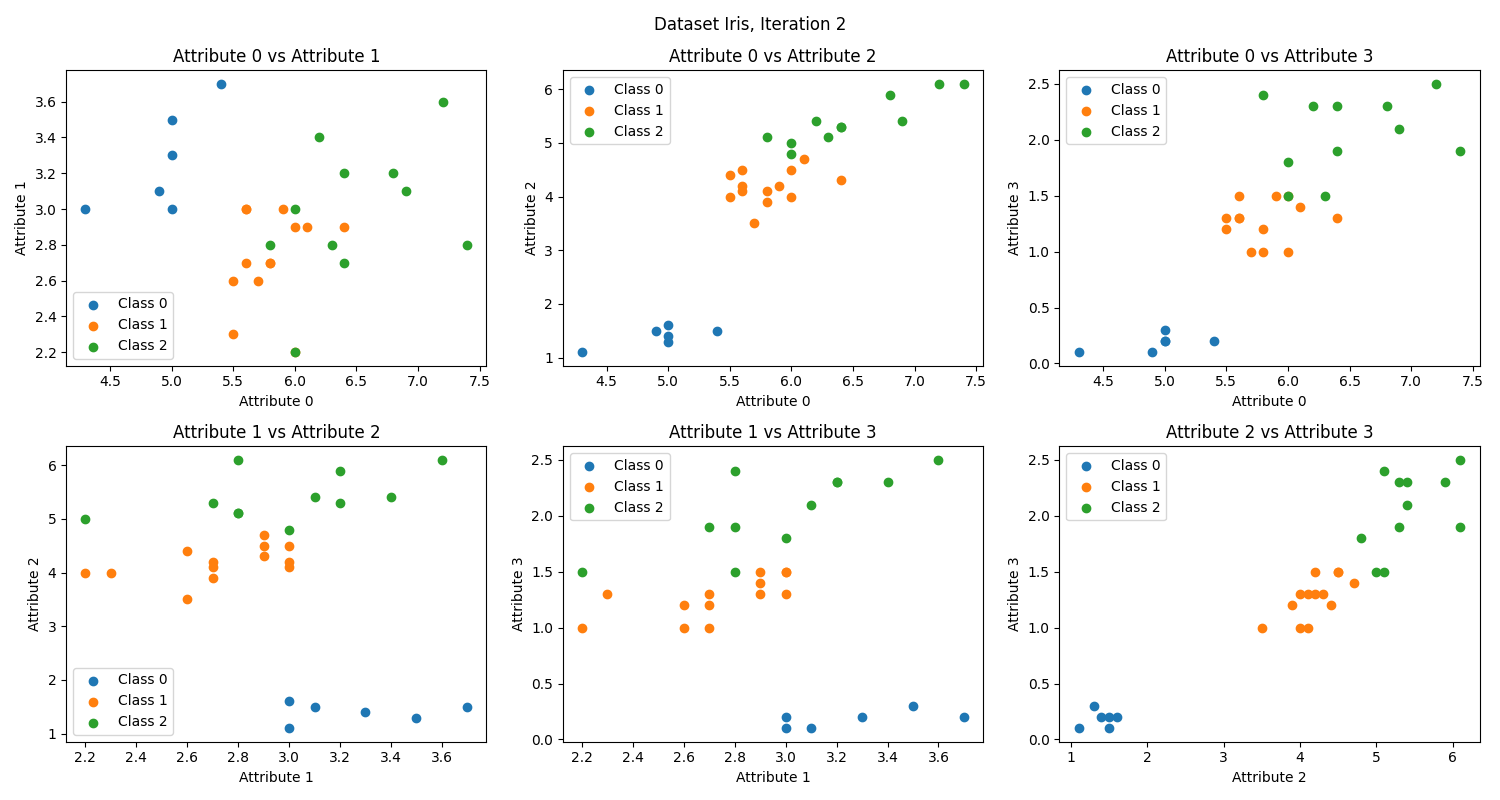 Dataset Iris, Iteration 2
Attribute 0 vs Attribute 1
Attribute 1
3.6
3.4
3.2
3.0
2.8
2.6
2.4
2.2
Class 0
Class 1
Class 2
4.5 5.0 5.5 6.0 6.5 7.0 7.5
Attribute 0
Attribute 0 vs Attribute 2
Attribute 2
6
5
4
3
2
1
Class 0
Class 1
Class 2
4.5 5.0 5.5 6.0 6.5 7.0 7.5
Attribute 0
Attribute 0 vs Attribute 3
Attribute 3
2.5
2.0
1.5
1.0
0.5
0.0
Class 0
Class 1
Class 2
4.5 5.0 5.5 6.0 6.5 7.0 7.5
Attribute 0
Attribute 1 vs Attribute 2
Attribute 2
6
5
4
3
2
1
Class 0
Class 1
Class 2
2.2 2.4 2.6 2.8 3.0 3.2 3.4 3.6
Attribute 1
Attribute 1 vs Attribute 3
Attribute 3
2.5
2.0
1.5
1.0
0.5
0.0
Class 0
Class 1
Class 2
2.2 2.4 2.6 2.8 3.0 3.2 3.4 3.6
Attribute 1
Attribute 2 vs Attribute 3
Attribute 3
2.5
2.0
1.5
1.0
0.5
0.0
Class 0
Class 1
Class 2
1 2 3 4 5 6
Attribute 2